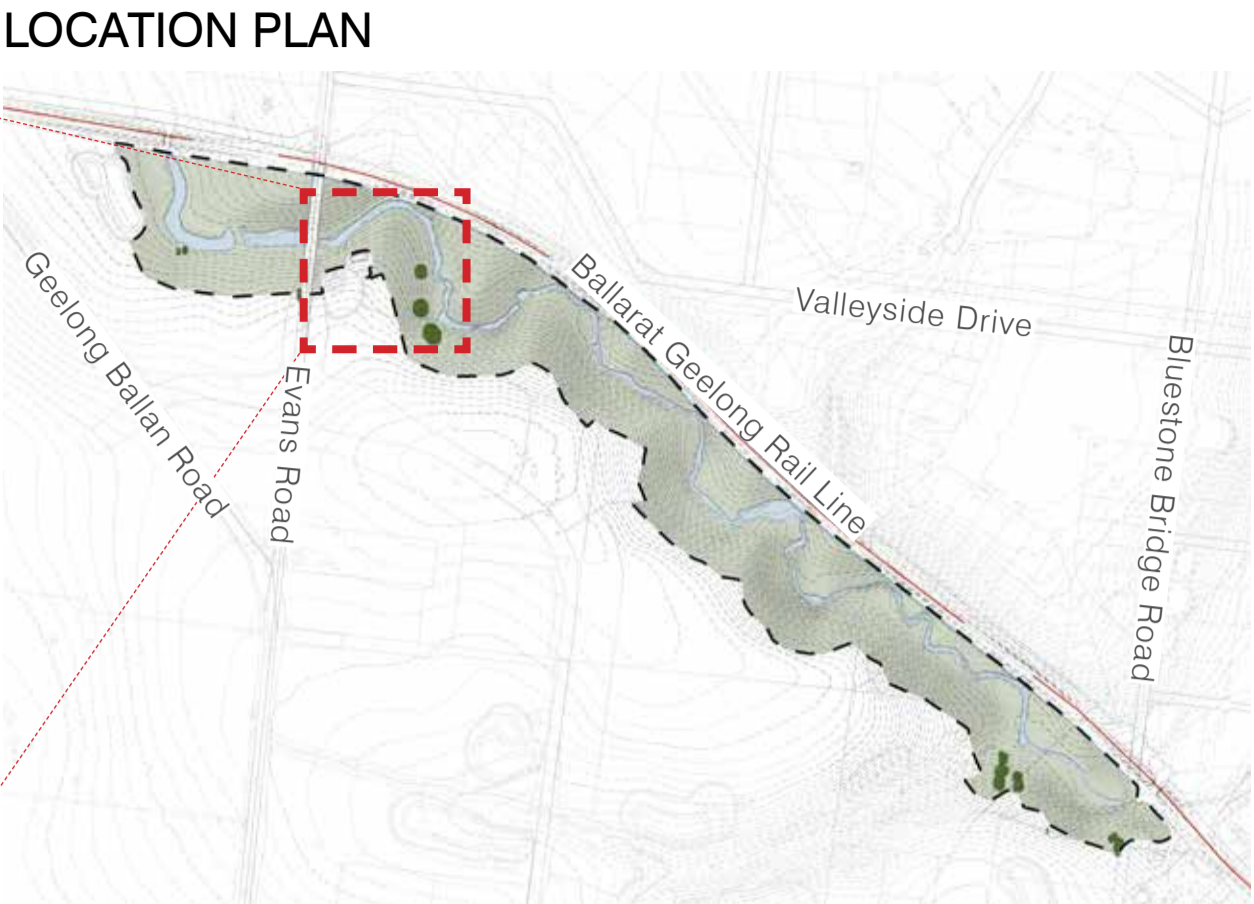 LOCATION PLAN
Geelong Ballan Road
Evans Road
Ballarat Geelong Rail Line
Valleyside Drive
Bluestone Bridge Road